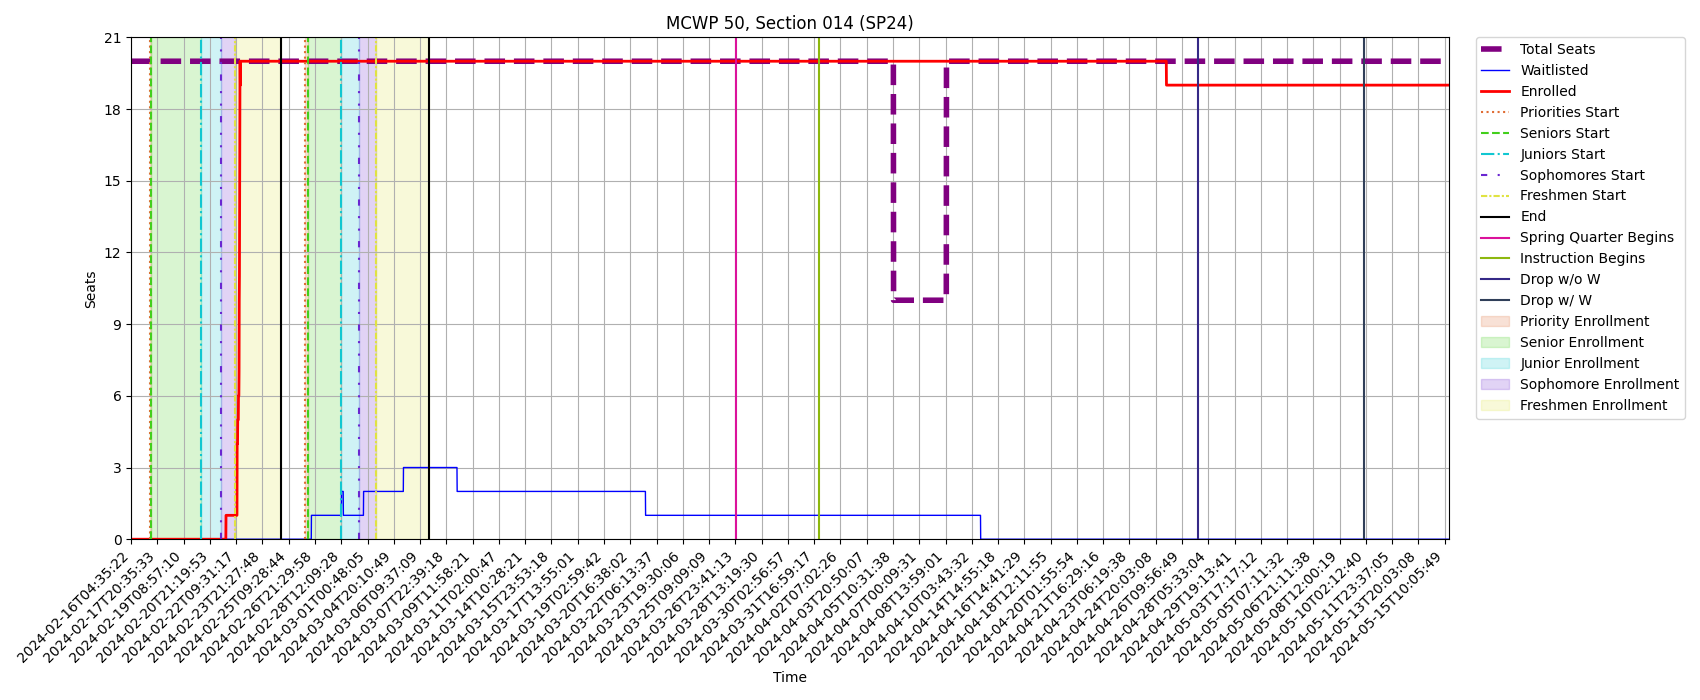 MCWP 50, Section 014 (SP24)
21
18
15
12
9
6
3
0
Seats
2024-02-16T04:35:22
2024-02-17T20:35:33
2024-02-19T08:57:10
2024-02-20T21:19:53
2024-02-22T09:31:17
2024-02-23T21:27:48
2024-02-25T09:28:44
2024-02-26T21:29:58
2024-02-28T12:09:28
2024-03-01T00:48:05
2024-03-04T20:10:49
2024-03-06T09:37:09
2024-03-07T22:39:18
2024-03-09T11:58:21
2024-03-11T02:00:47
2024-03-14T10:28:21
2024-03-15T23:53:18
2024-03-17T13:55:01
2024-03-19T02:59:42
2024-03-20T16:38:02
2024-03-22T06:13:37
2024-03-23T19:30:06
2024-03-25T09:09:09
2024-03-26T23:41:13
2024-03-28T13:19:30
2024-03-30T02:56:57
2024-03-31T16:59:17
2024-04-02T07:02:26
2024-04-03T20:50:07
2024-04-05T10:31:38
2024-04-07T00:09:31
2024-04-08T13:59:01
2024-04-10T03:43:32
2024-04-14T14:55:18
2024-04-16T14:41:29
2024-04-18T12:11:55
2024-04-20T01:55:54
2024-04-21T16:29:16
2024-04-23T06:19:38
2024-04-24T20:03:08
2024-04-26T09:56:49
2024-04-28T05:33:04
2024-04-29T19:13:41
2024-05-03T17:17:12
2024-05-05T07:11:32
2024-05-06T21:11:38
2024-05-08T12:00:19
2024-05-10T02:12:40
2024-05-11T23:37:05
2024-05-13T20:03:08
2024-05-15T10:05:49
Time
Total Seats
Waitlisted
Enrolled
Priorities Start
Seniors Start
Juniors Start
Sophomores Start
Freshmen Start
End
Spring Quarter Begins
Instruction Begins
Drop w/o W
Drop w/ W
Priority Enrollment
Senior Enrollment
Junior Enrollment
Sophomore Enrollment
Freshmen Enrollment